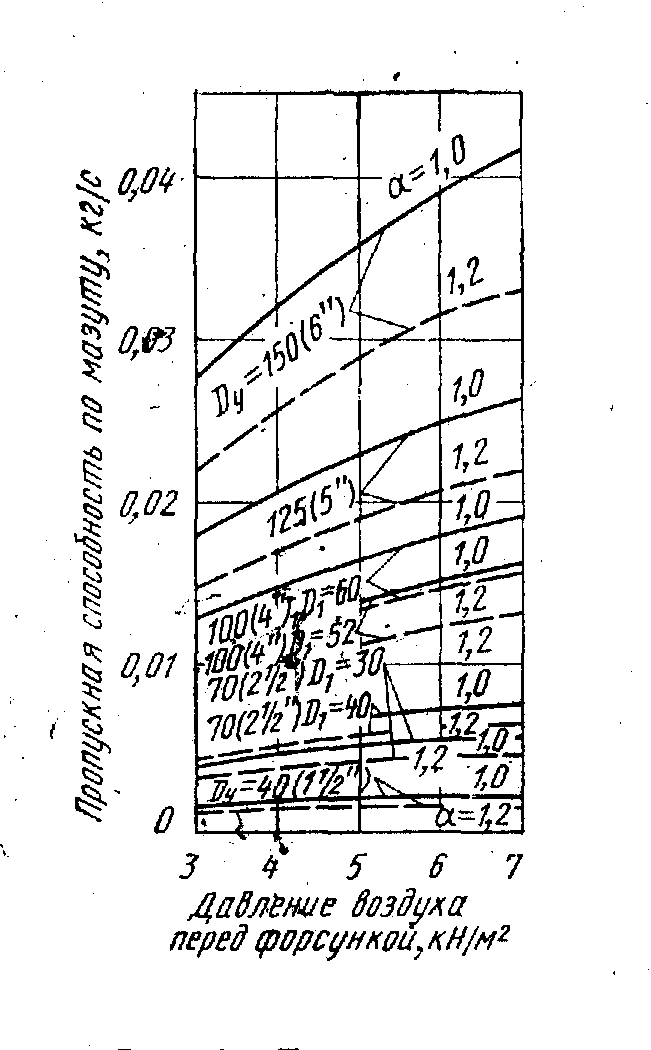 Пропускная способность по мазуту, кг/с
0,04
0,03
0,02
0,01
0
α=1,0
1,2
Dу=150(6")
1,0
1,2
125(5")
1,0
1,0
100(4"), D₁=60
1,2
100(4") D₁=52
1,2
70(2½") D₁=30
1,0
70(2½") D₁=40
1,2
1,0
1,2
1,0
Dу=40(1½")
α=1,2
3 4 5 6 7
Давление воздуха
перед форсункой, кН/м²